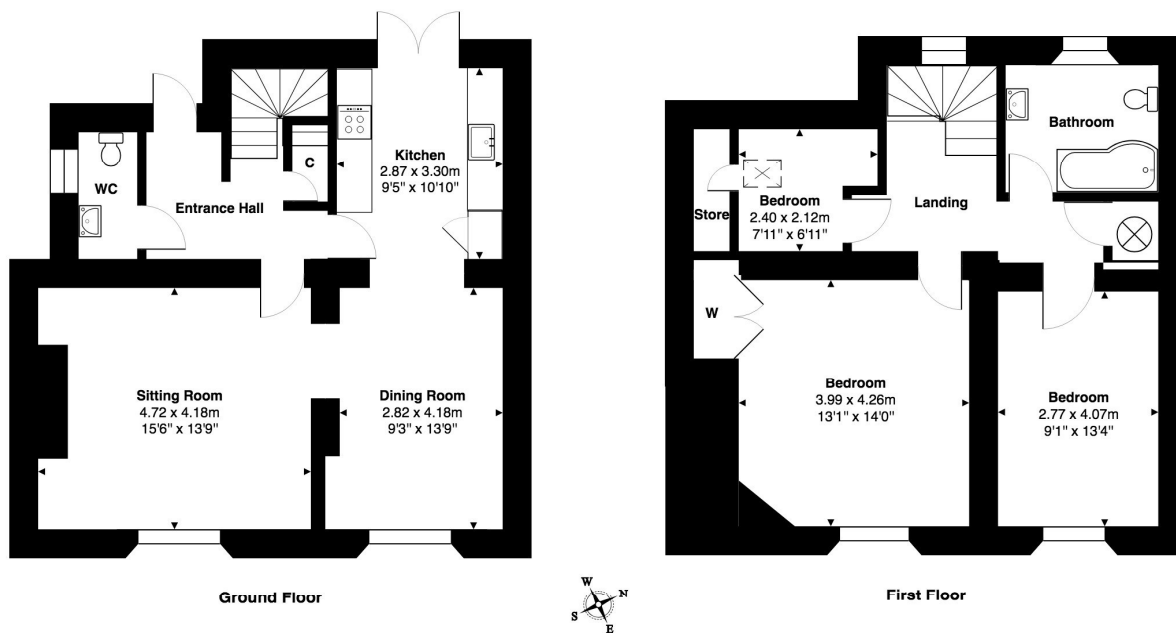 Kitchen
2.87 x 3.30m
9'5" x 10'10"
C
WC
Entrance Hall
Sitting Room
4.72 x 4.18m
15'6" x 13'9"
Dining Room
2.82 x 4.18m
9'3" x 13'9"
Ground Floor
Bathroom
Bedroom
2.40 x 2.12m
7'11" x 6'11"
Store
Landing
W
Bedroom
3.99 x 4.26m
13'1" x 14'0"
Bedroom
2.77 x 4.07m
9'1" x 13'4"
First Floor
W
N
S
E